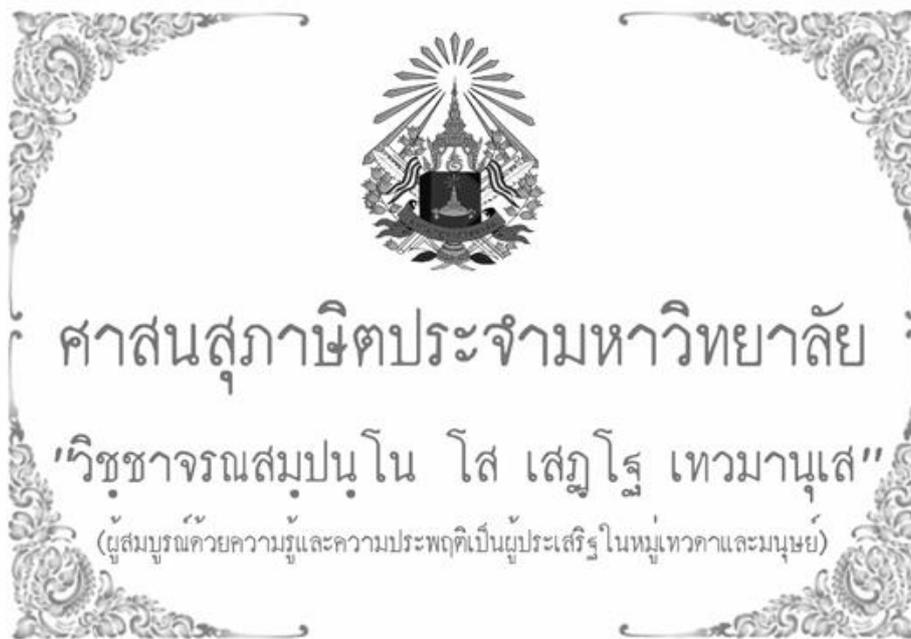 ศาสนสุภาษิตประจำมหาวิทยาลัย
"วิชฺชาจรณสมฺปนฺโน โส เสฏฺโฐ เทวมานุเส"
(ผู้สมบูรณ์ด้วยความรู้และความประพฤติเป็นผู้ประเสริฐในหมู่เทวดาและมนุษย์)